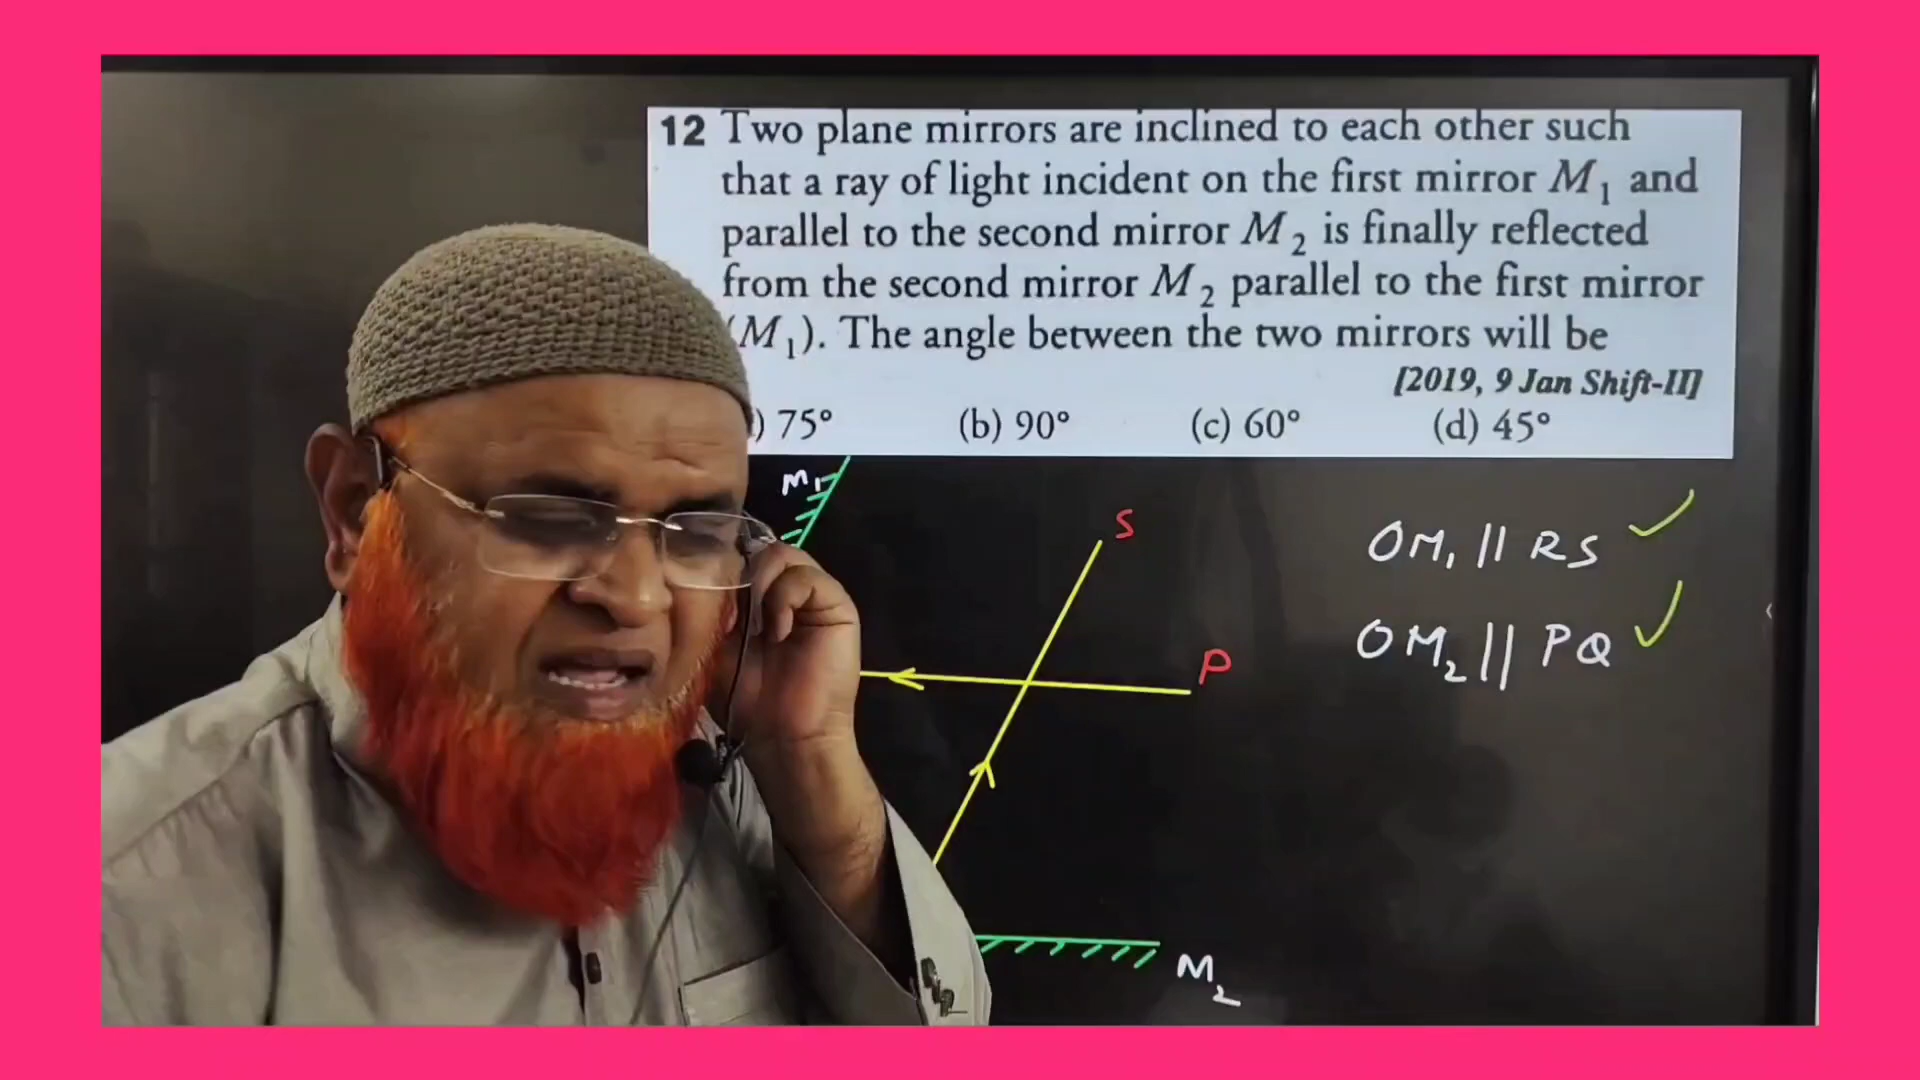 12 Two plane mirrors are inclined to each other such
that a ray of light incident on the first mirror M₁ and
parallel to the second mirror M₂ is finally reflected
from the second mirror M₂ parallel to the first mirror
(M₁). The angle between the two mirrors will be
[2019, 9 Jan Shift-II]
) 75° (b) 90° (c) 60° (d) 45°
M₁
S
OM₁ || RS ✓
P
OM₂ || PQ ✓
M₂